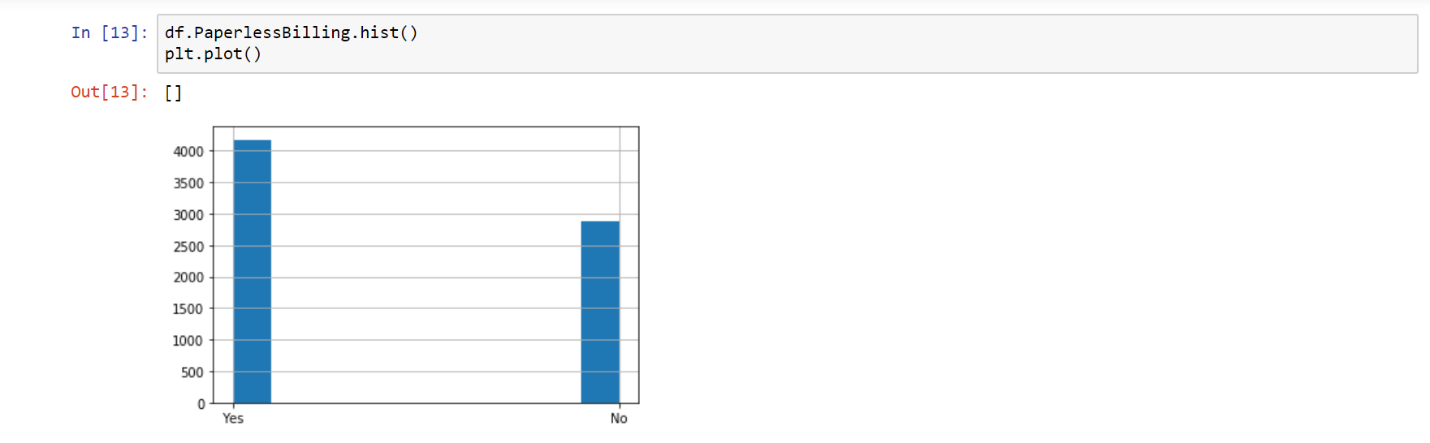 In [13]: df.PaperlessBilling.hist()
plt.plot()
Out[13]: []
4000
3500
3000
2500
2000
1500
1000
500
0
Yes No